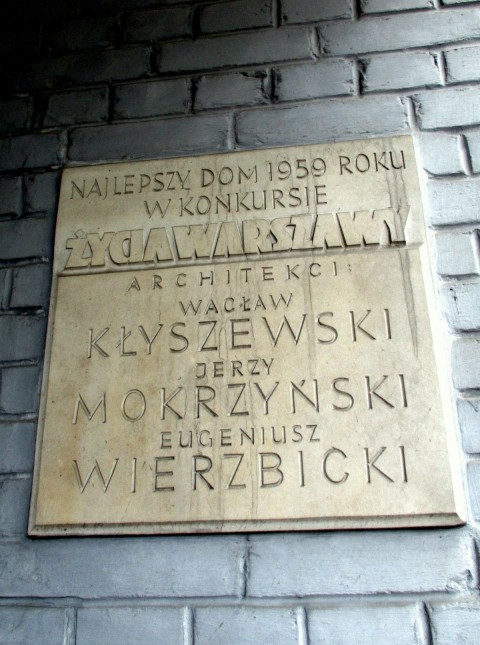 NAJLEPSZY DOM 1959 ROKU
W KONKURSIE
ŻYCIA WARSZAWY
ARCHITEKCI:
WACŁAW
KŁYSZEWSKI
JERZY
MOKRZYŃSKI
EUGENIUSZ
WIERZBICKI